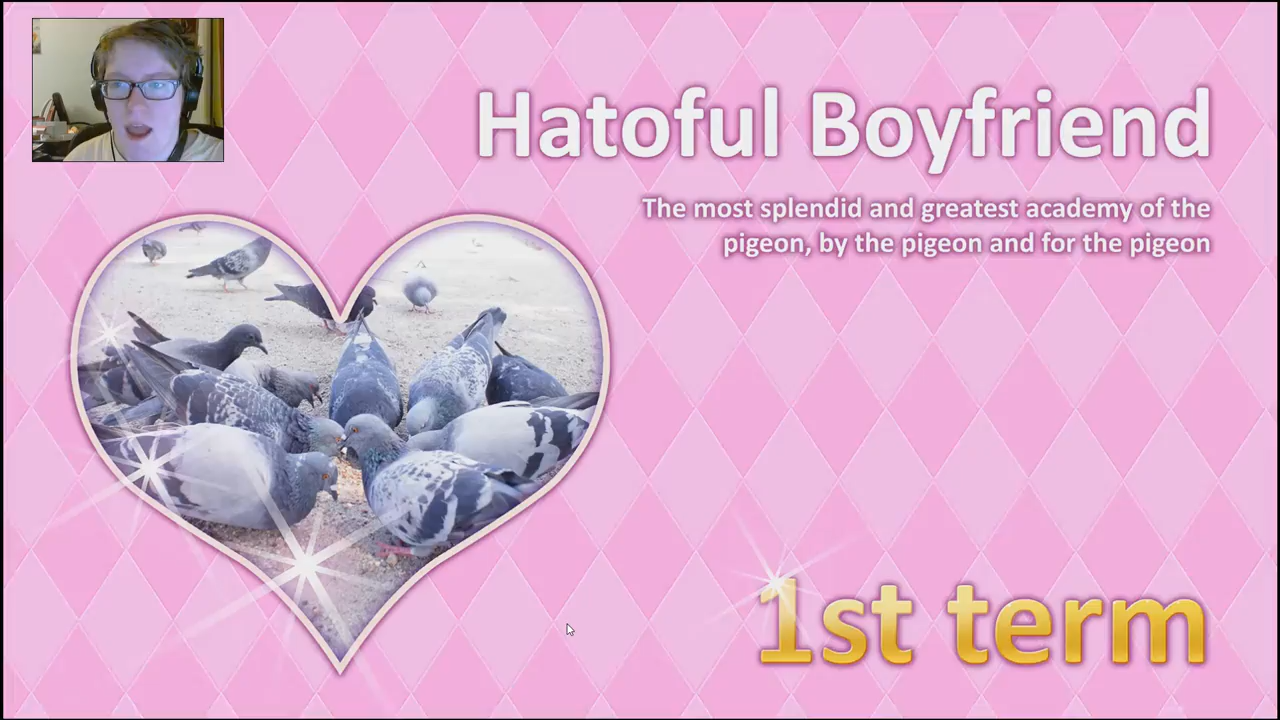 Hatoful Boyfriend
The most splendid and greatest academy of the
pigeon, by the pigeon and for the pigeon
1st term